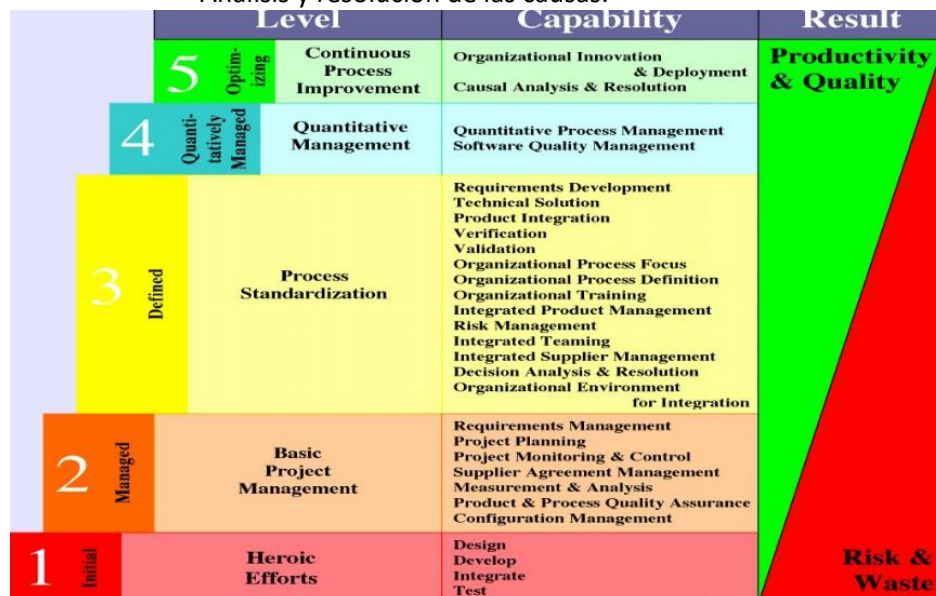 Análisis y resolución de las causas.
Level Capability Result
5 Optim-
izing
Continuous
Process
Improvement
Organizational Innovation
& Deployment
Causal Analysis & Resolution
Productivity
& Quality
4 Quanti-
tatively
Managed
Quantitative
Management
Quantitative Process Management
Software Quality Management
3 Defined
Process
Standardization
Requirements Development
Technical Solution
Product Integration
Verification
Validation
Organizational Process Focus
Organizational Process Definition
Organizational Training
Integrated Product Management
Risk Management
Integrated Teaming
Integrated Supplier Management
Decision Analysis & Resolution
Organizational Environment
for Integration
2 Managed
Basic
Project
Management
Requirements Management
Project Planning
Project Monitoring & Control
Supplier Agreement Management
Measurement & Analysis
Product & Process Quality Assurance
Configuration Management
1 Initial
Heroic
Efforts
Design
Develop
Integrate
Test
Risk &
Waste